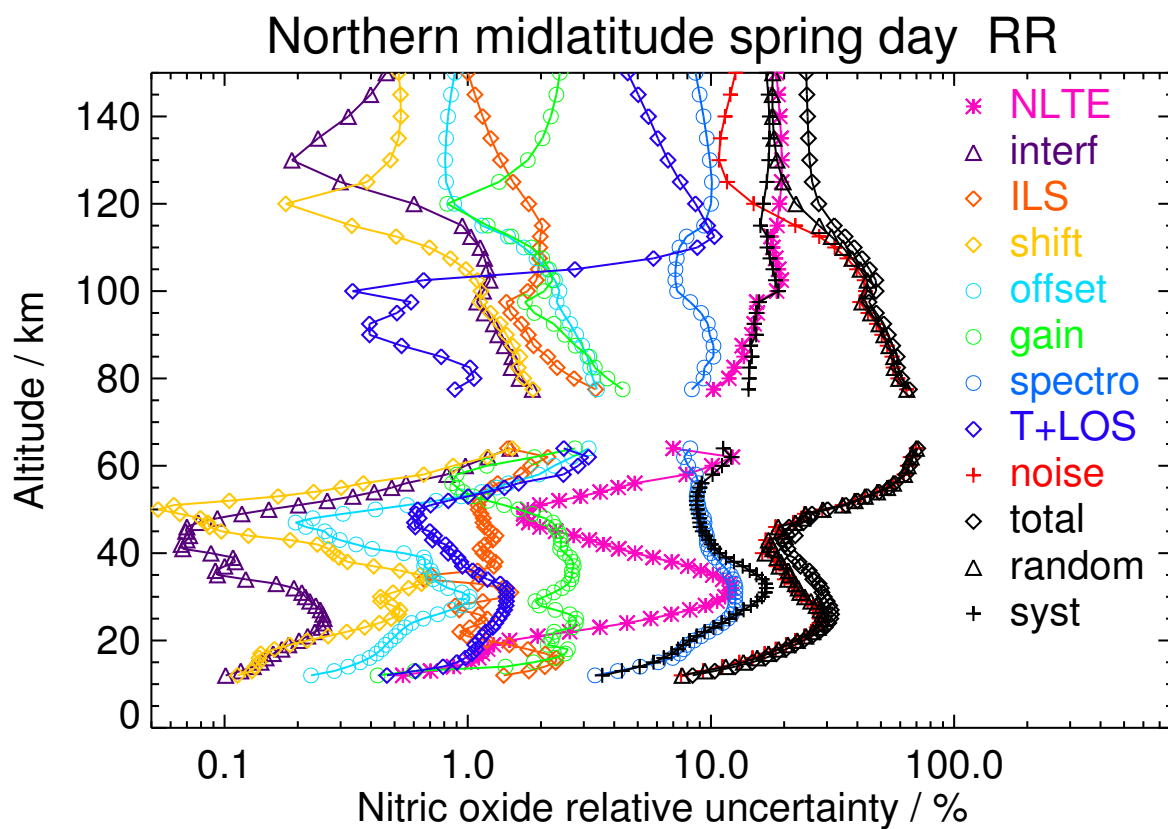 Northern midlatitude spring day RR
Altitude / km
140
120
100
80
60
40
20
0
0.1
1.0
10.0
100.0
Nitric oxide relative uncertainty / %
NLTE
interf
ILS
shift
offset
gain
spectro
T+LOS
noise
total
random
syst